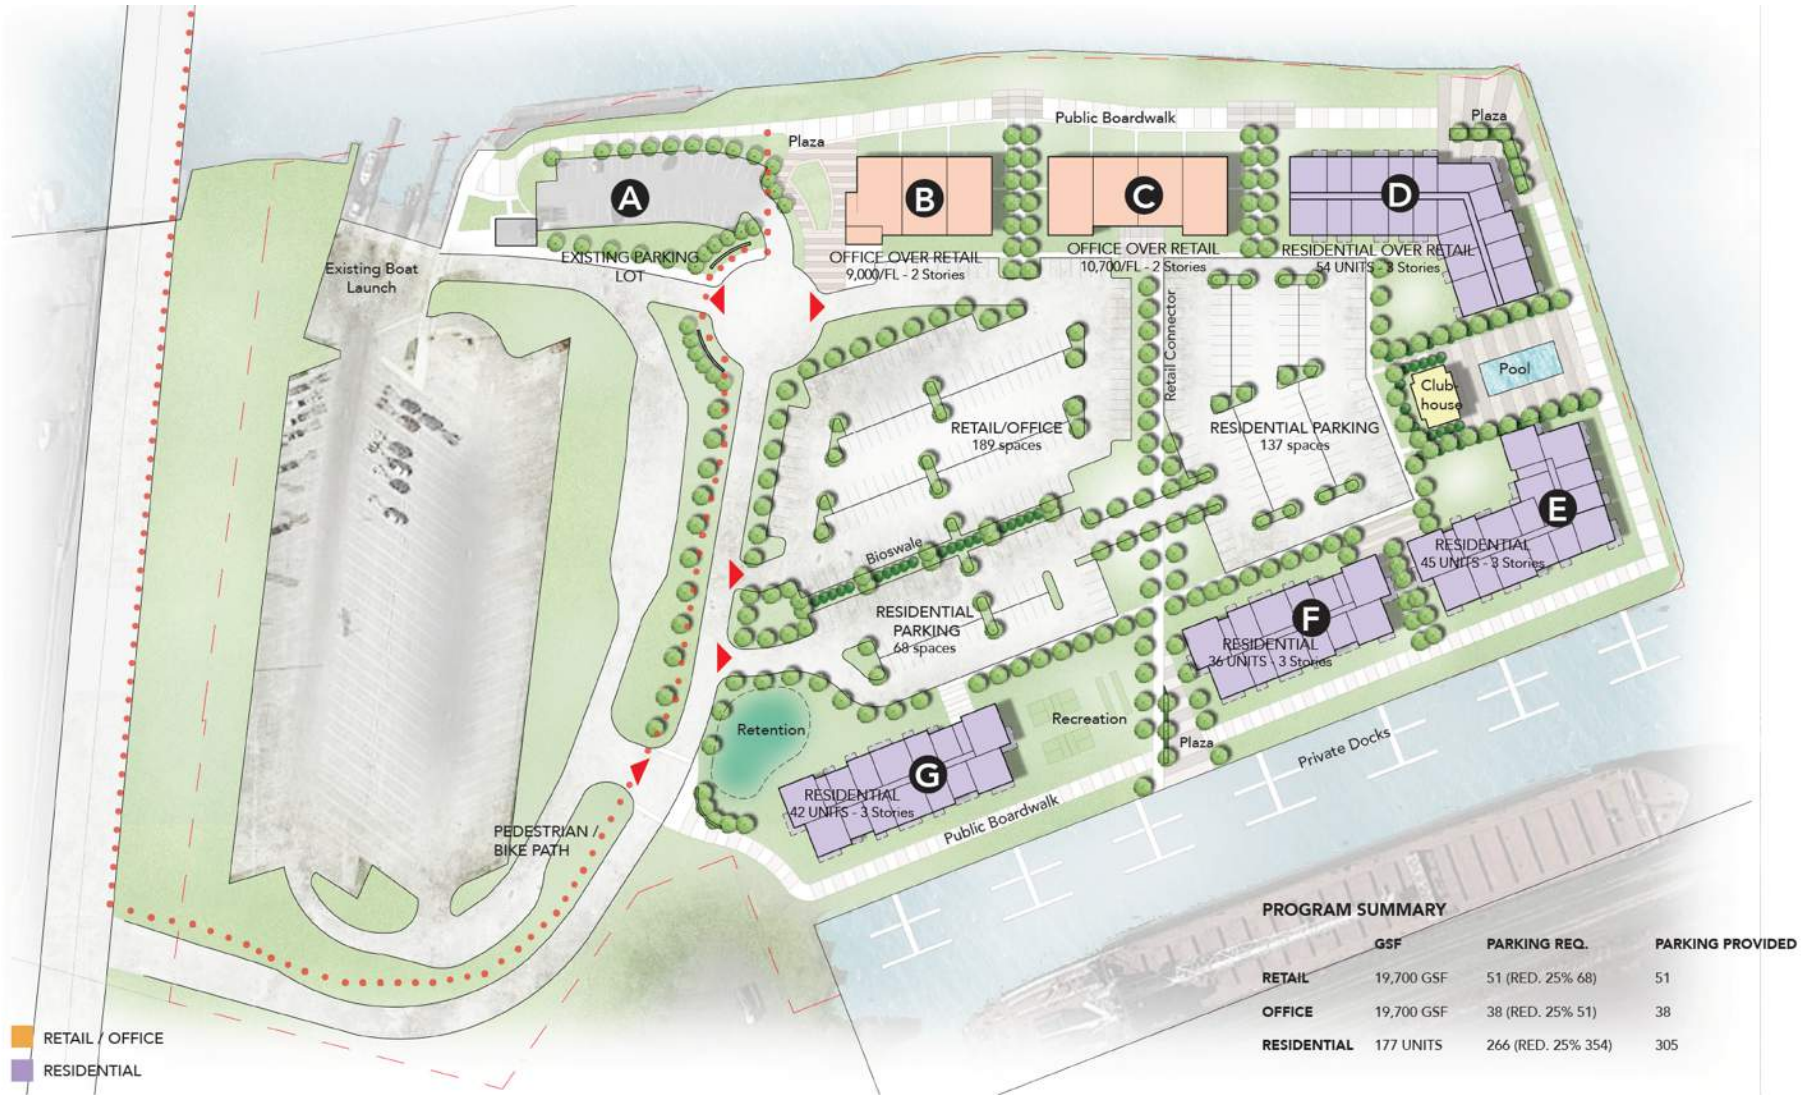 Public Boardwalk
Plaza
Plaza
A
B
C
D
EXISTING PARKING
LOT
OFFICE OVER RETAIL
9,000/FL - 2 Stories
OFFICE OVER RETAIL
10,700/FL - 2 Stories
RESIDENTIAL OVER RETAIL
54 UNITS - 3 Stories
Existing Boat
Launch
Retail Connector
Club-
house
Pool
RETAIL/OFFICE
189 spaces
RESIDENTIAL PARKING
137 spaces
E
RESIDENTIAL
45 UNITS - 3 Stories
Bioswale
RESIDENTIAL
PARKING
68 spaces
F
RESIDENTIAL
36 UNITS - 3 Stories
Retention
Recreation
Plaza
Private Docks
G
RESIDENTIAL
42 UNITS - 3 Stories
Public Boardwalk
PEDESTRIAN /
BIKE PATH
PROGRAM SUMMARY
GSF PARKING REQ. PARKING PROVIDED
RETAIL 19,700 GSF 51 (RED. 25% 68) 51
OFFICE 19,700 GSF 38 (RED. 25% 51) 38
RESIDENTIAL 177 UNITS 266 (RED. 25% 354) 305
RETAIL / OFFICE
RESIDENTIAL